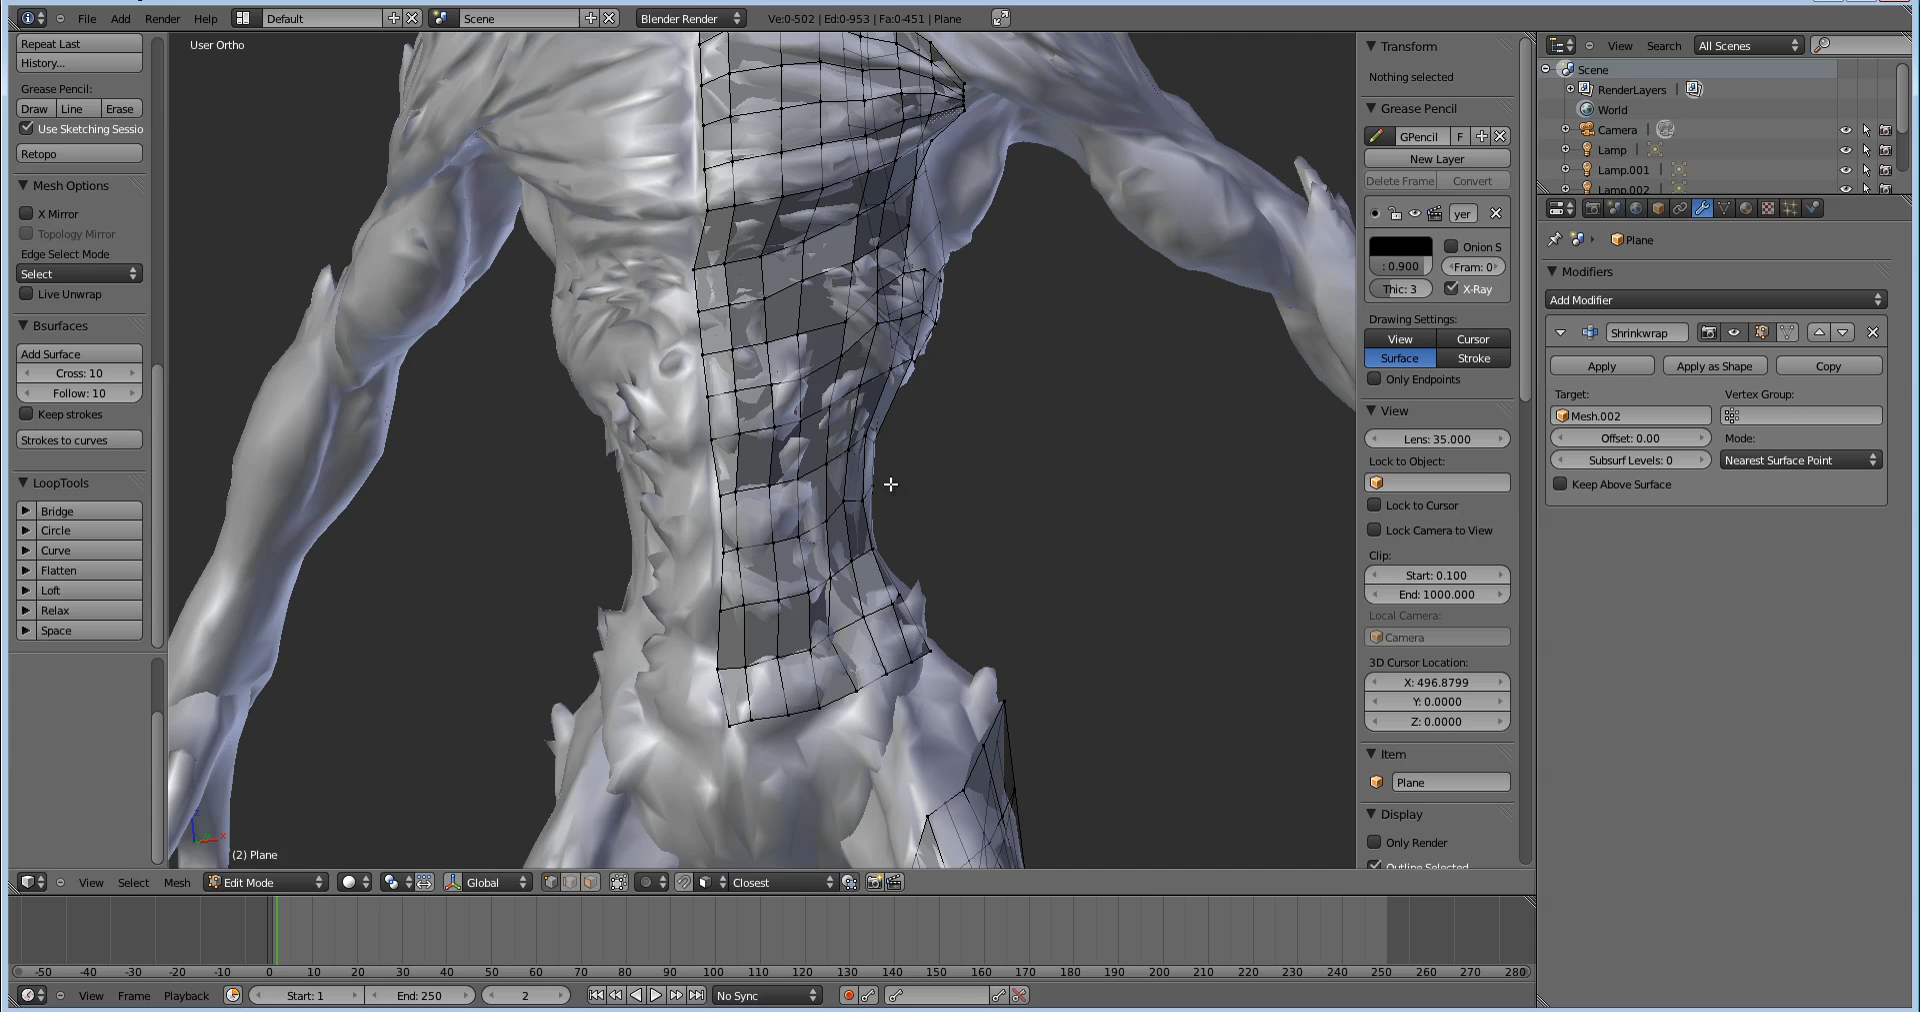 File Add Render Help Default Scene Blender Render Ve:0-502 | Ed:0-953 | Fa:0-451 | Plane
Repeat Last
History...
Grease Pencil:
Draw Line Erase
Use Sketching Sessio
Retopo
Mesh Options
X Mirror
Topology Mirror
Edge Select Mode
Select
Live Unwrap
Bsurfaces
Add Surface
Cross: 10
Follow: 10
Keep strokes
Strokes to curves
LoopTools
Bridge
Circle
Curve
Flatten
Loft
Relax
Space
User Ortho
(2) Plane
Transform
Nothing selected
Grease Pencil
GPencil F
New Layer
Delete Frame Convert
yer
Onion S
: 0.900 Fram: 0
Thic: 3 X-Ray
Drawing Settings:
View Cursor
Surface Stroke
Only Endpoints
View
Lens: 35.000
Lock to Object:
Lock to Cursor
Lock Camera to View
Clip:
Start: 0.100
End: 1000.000
Local Camera:
Camera
3D Cursor Location:
X: 496.8799
Y: 0.0000
Z: 0.0000
Item
Plane
Display
Only Render
Outline Selected
View Search All Scenes
Scene
RenderLayers
World
Camera
Lamp
Lamp.001
Lamp.002
Plane
Modifiers
Add Modifier
Shrinkwrap
Apply Apply as Shape Copy
Target: Vertex Group:
Mesh.002
Offset: 0.00 Mode:
Subsurf Levels: 0 Nearest Surface Point
Keep Above Surface
View Select Mesh Edit Mode Global Closest
-50 -40 -30 -20 -10 0 10 20 30 40 50 60 70 80 90 100 110 120 130 140 150 160 170 180 190 200 210 220 230 240 250 260 270 280
View Frame Playback Start: 1 End: 250 2 No Sync